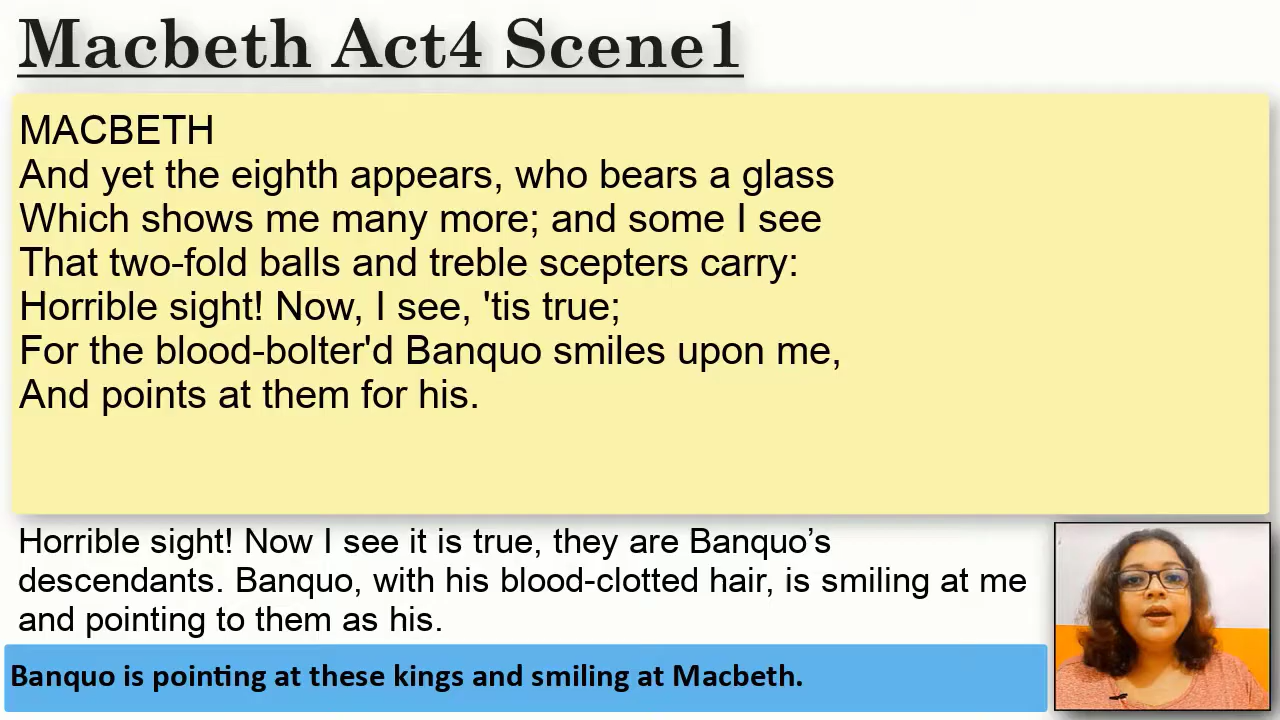 Macbeth Act4 Scene1
MACBETH
And yet the eighth appears, who bears a glass
Which shows me many more; and some I see
That two-fold balls and treble scepters carry:
Horrible sight! Now, I see, 'tis true;
For the blood-bolter'd Banquo smiles upon me,
And points at them for his.
Horrible sight! Now I see it is true, they are Banquo’s
descendants. Banquo, with his blood-clotted hair, is smiling at me
and pointing to them as his.
Banquo is pointing at these kings and smiling at Macbeth.